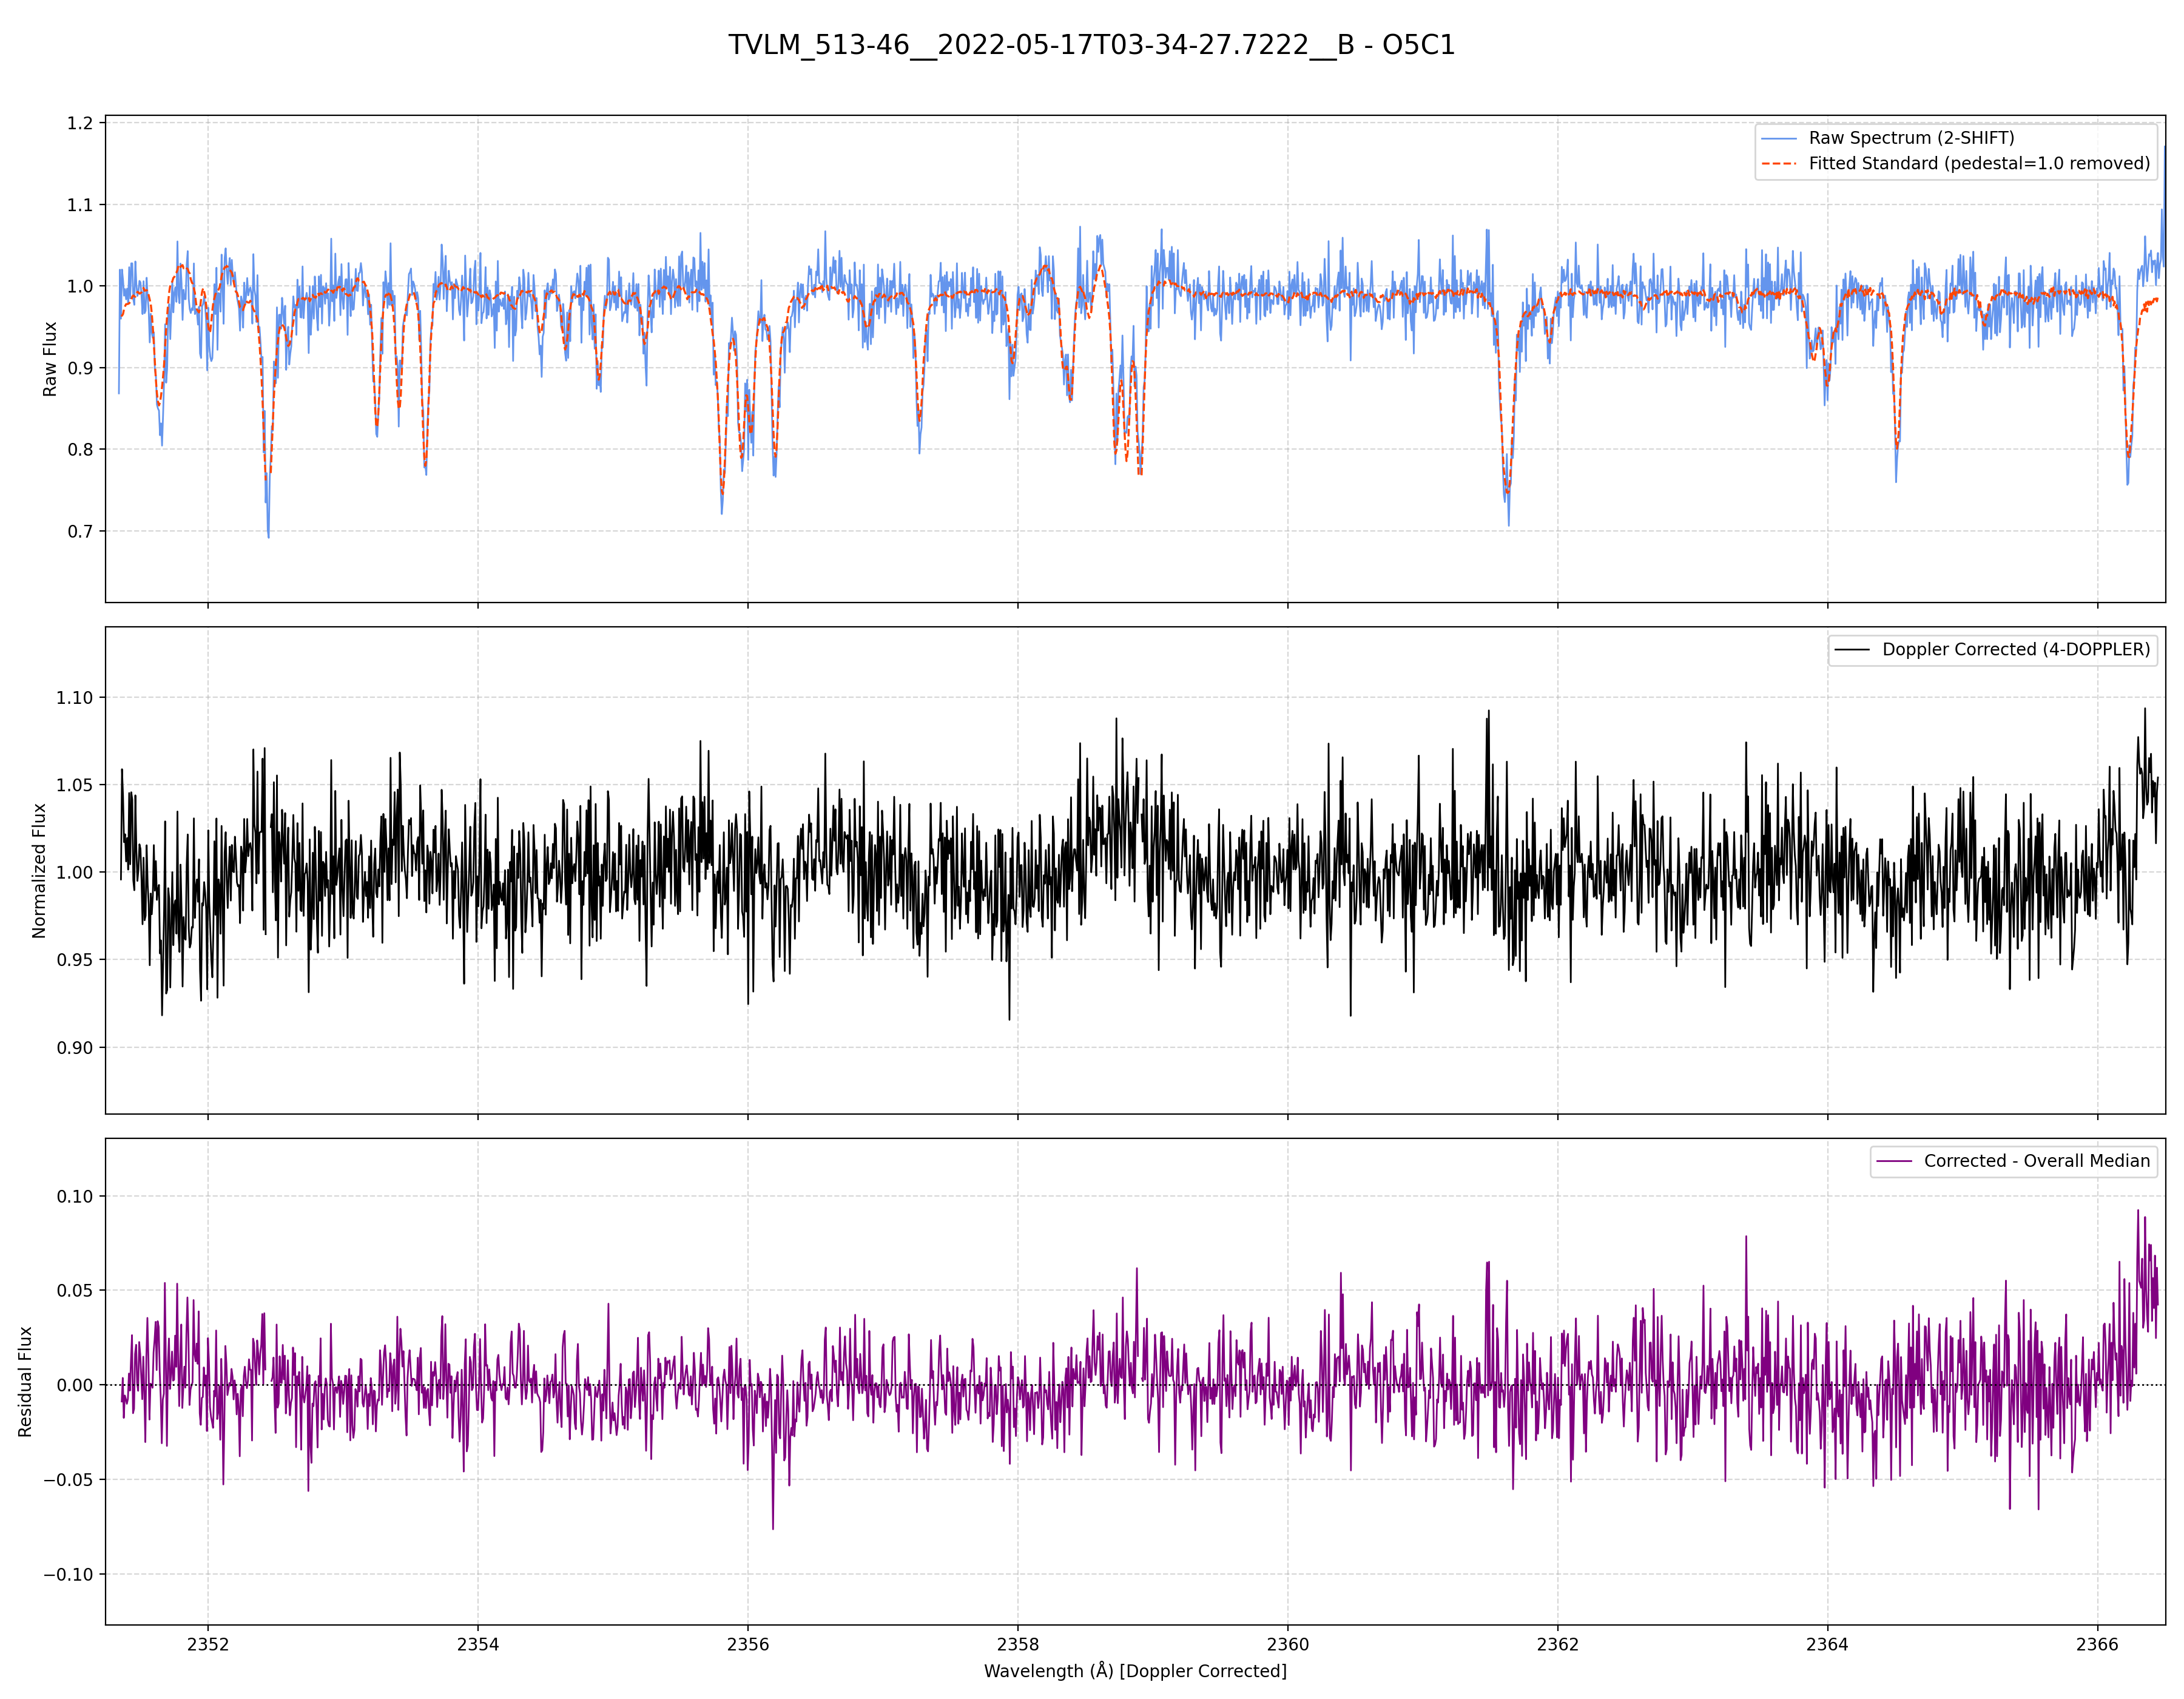 TVLM_513-46__2022-05-17T03-34-27.7222__B - O5C1
1.2
1.1
1.0
0.9
0.8
0.7
Raw Flux
Raw Spectrum (2-SHIFT)
Fitted Standard (pedestal=1.0 removed)
1.10
1.05
1.00
0.95
0.90
Normalized Flux
Doppler Corrected (4-DOPPLER)
0.10
0.05
0.00
−0.05
−0.10
Residual Flux
Corrected - Overall Median
2352 2354 2356 2358 2360 2362 2364 2366
Wavelength (Å) [Doppler Corrected]